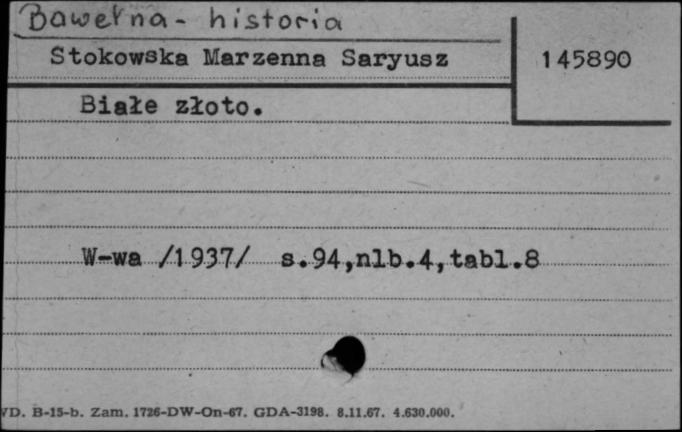 Bawełna - historia
Stokowska Marzenna Saryusz
145890
Białe złoto.
W-wa /1937/ s.94,nlb.4,tabl.8
WD. B-15-b. Zam. 1726-DW-On-67. GDA-3198. 8.11.67. 4.630.000.